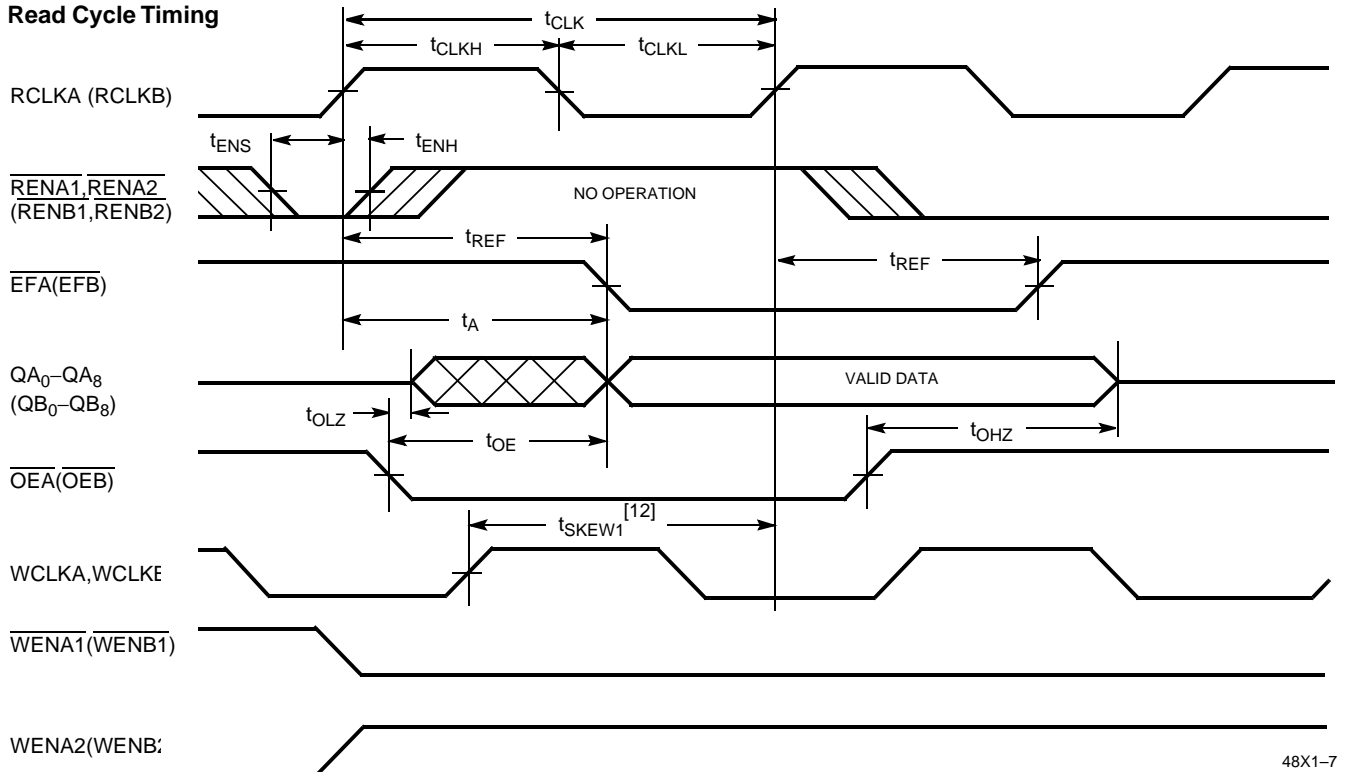 Read Cycle Timing
tCLK
tCLKH
tCLKL
RCLKA (RCLKB)
tENS
tENH
RENA1,RENA2
(RENB1,RENB2)
NO OPERATION
tREF
tREF
EFA(EFB)
tA
QA0–QA8
(QB0–QB8)
VALID DATA
tOLZ
tOE
tOHZ
OEA(OEB)
tSKEW1[12]
WCLKA,WCLKE
WENA1(WENB1)
WENA2(WENB2
48X1–7